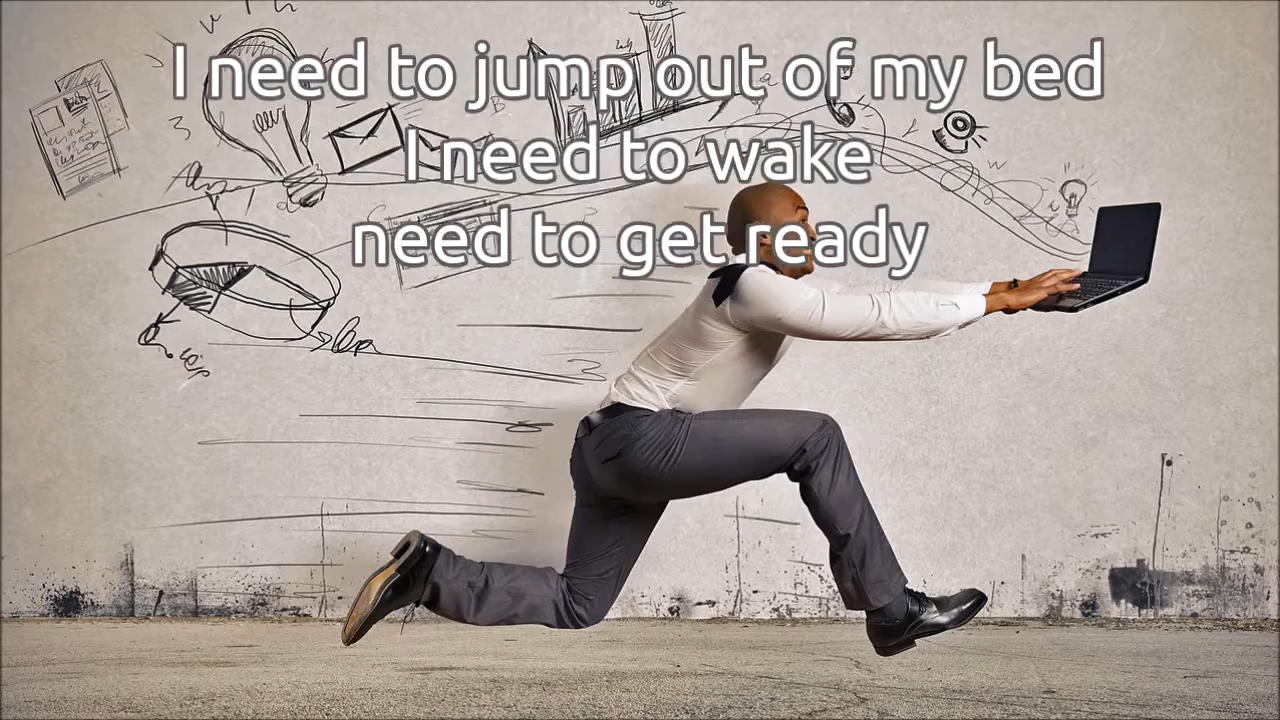 I need to jump out of my bed
I need to wake
need to get ready